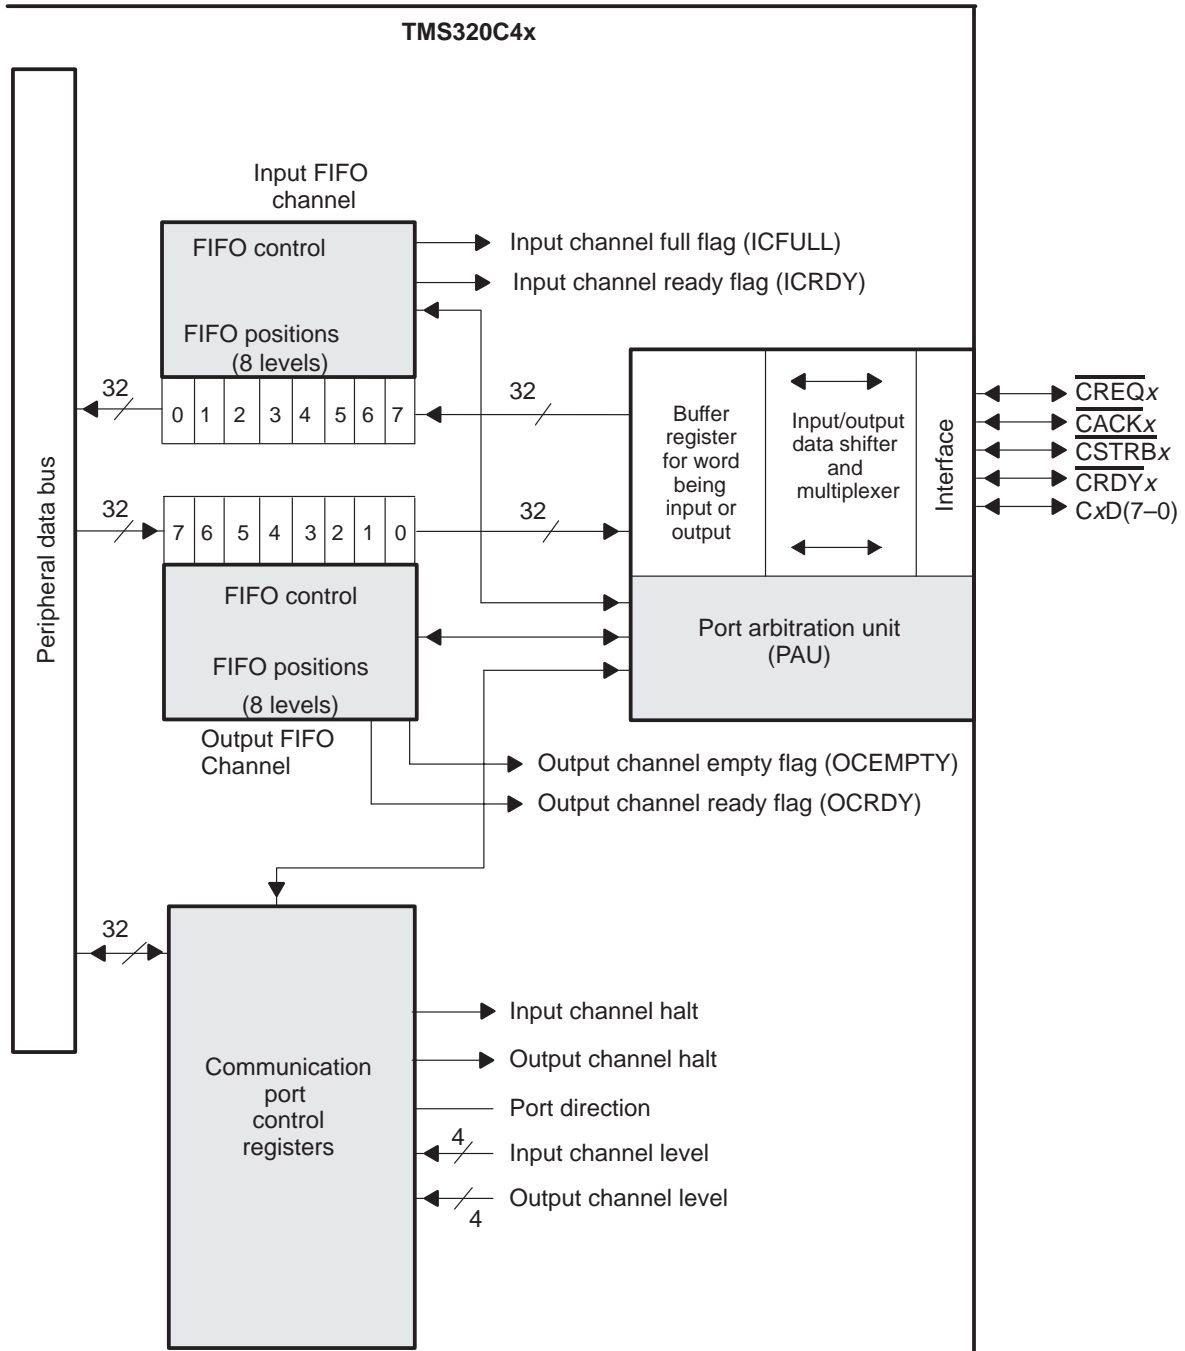 TMS320C4x
Input FIFO
channel
FIFO control
FIFO positions
(8 levels)
Input channel full flag (ICFULL)
Input channel ready flag (ICRDY)
32
0 1 2 3 4 5 6 7
32
Peripheral data bus
32
7 6 5 4 3 2 1 0
32
FIFO control
FIFO positions
(8 levels)
Output FIFO
Channel
Buffer
register
for word
being
input or
output
Input/output
data shifter
and
multiplexer
Interface
CREQx
CACKx
CSTRBx
CRDYx
CxD(7–0)
Port arbitration unit
(PAU)
Output channel empty flag (OCEMPTY)
Output channel ready flag (OCRDY)
32
Communication
port
control
registers
Input channel halt
Output channel halt
Port direction
4
Input channel level
Output channel level
4